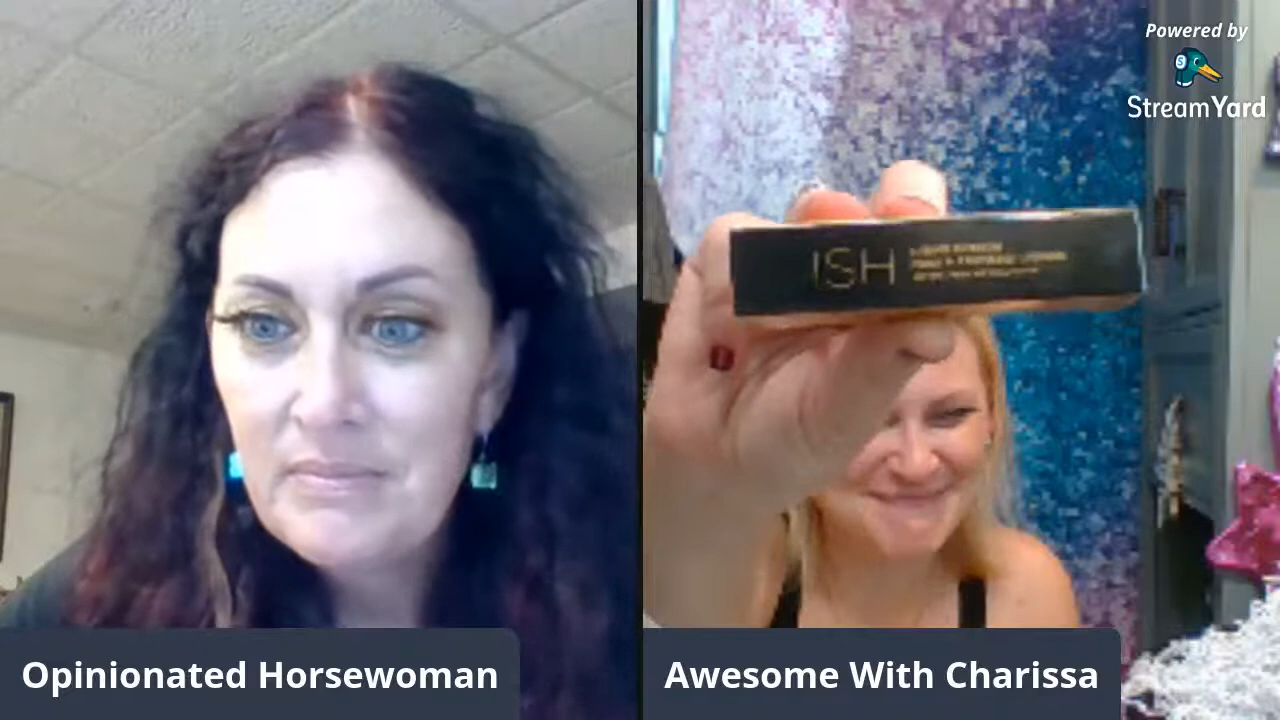 Powered by
StreamYard
ISH
Opinionated Horsewoman
Awesome With Charissa